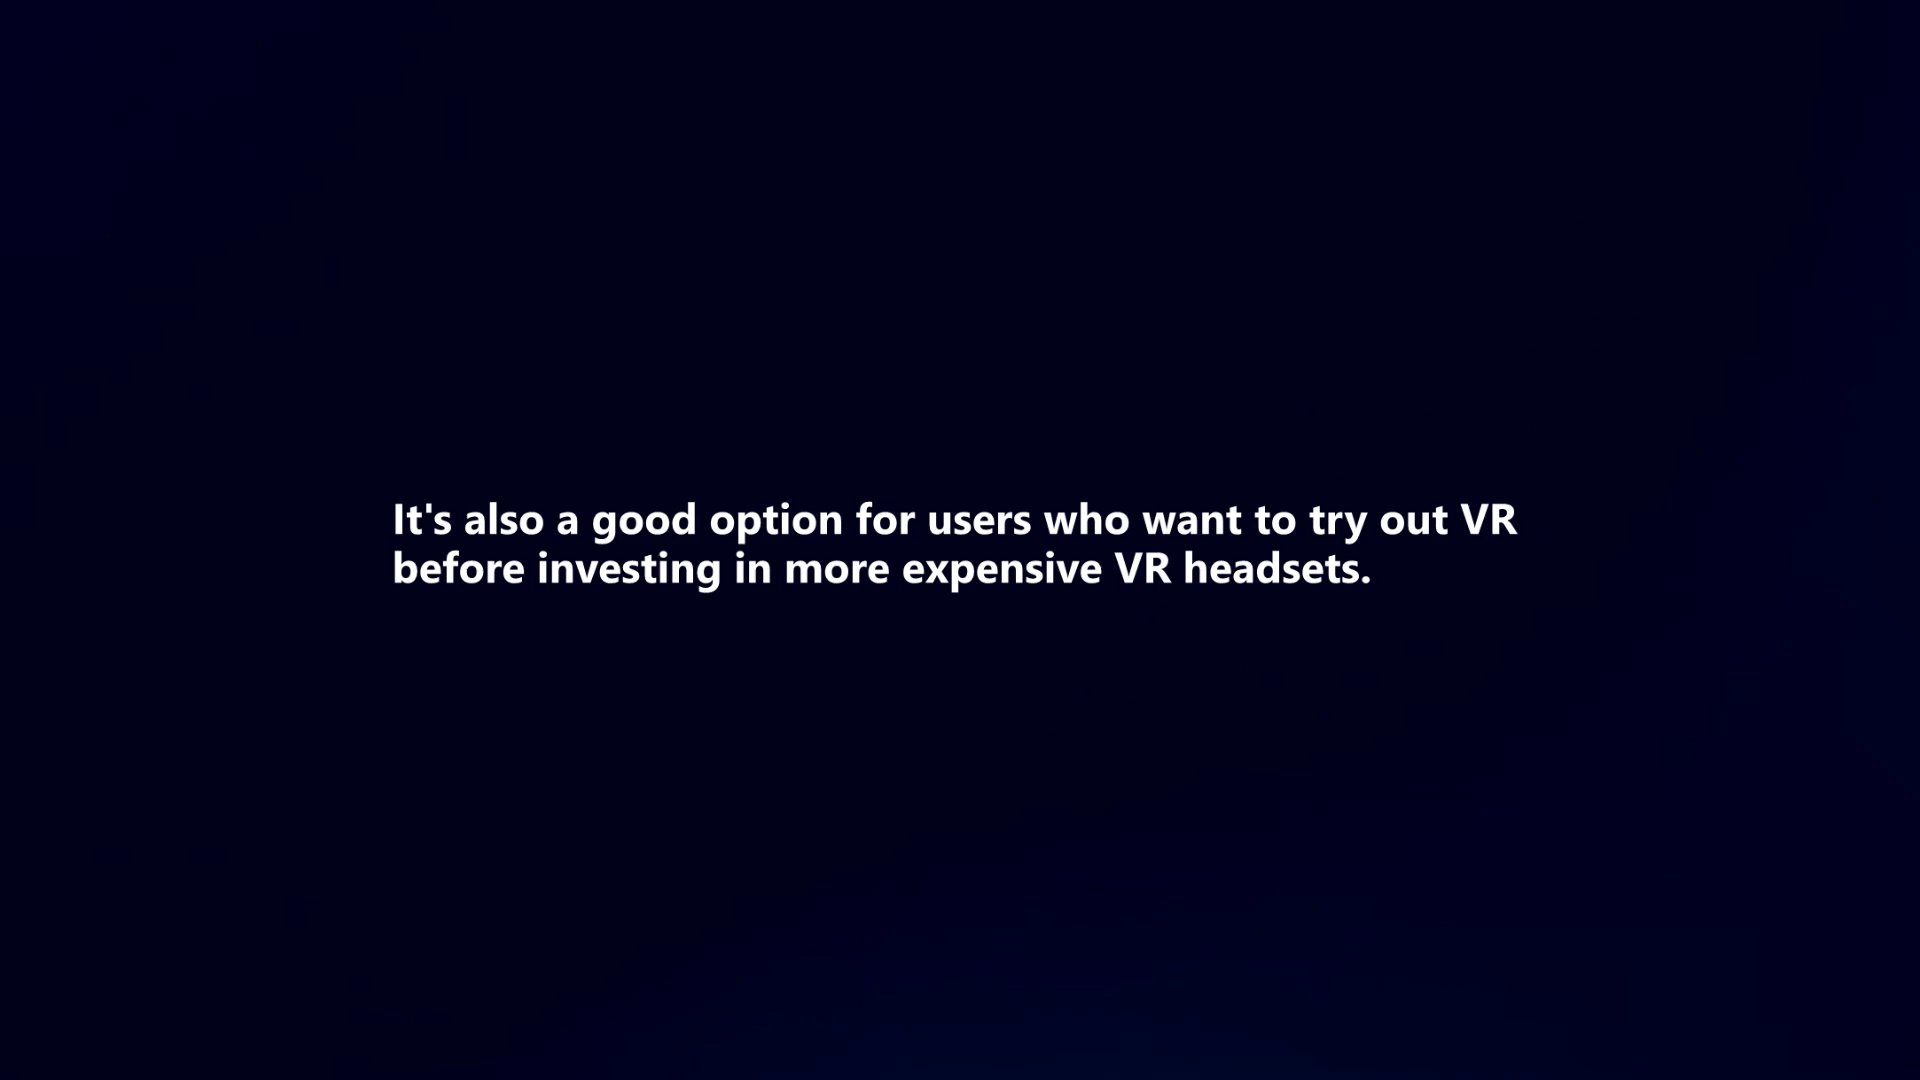 It's also a good option for users who want to try out VR
before investing in more expensive VR headsets.